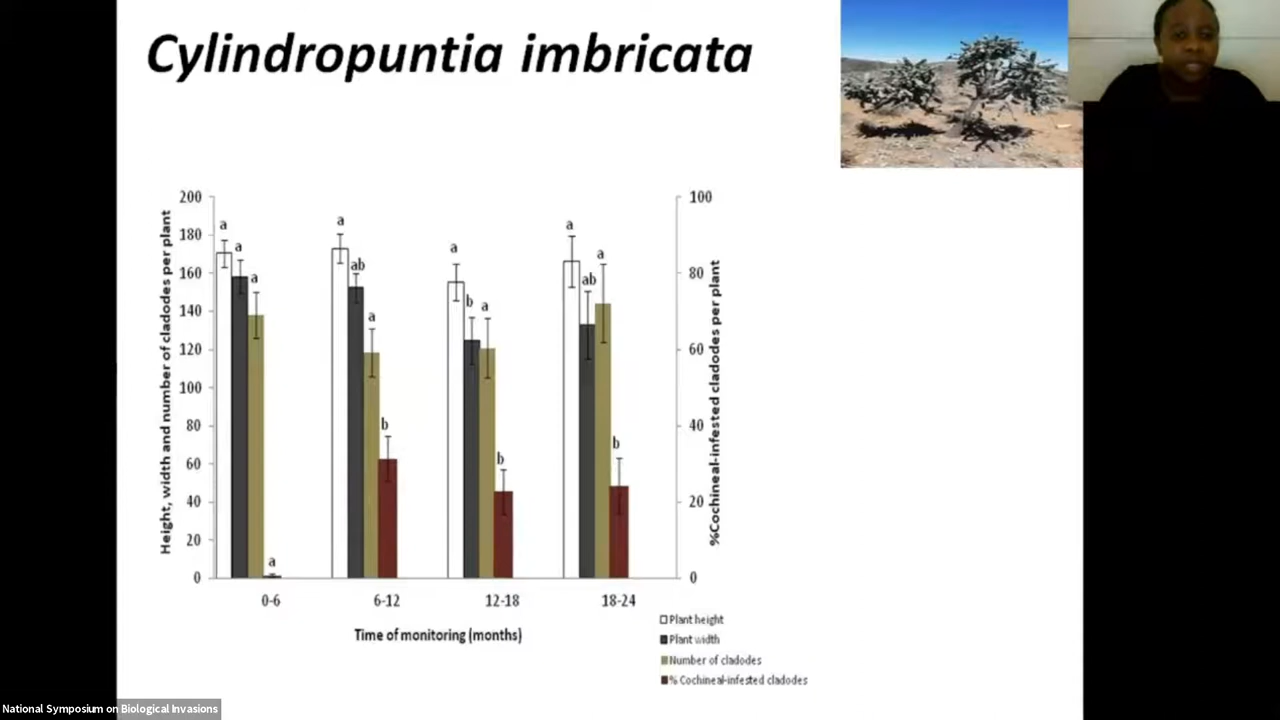 Cylindropuntia imbricata
Height, width and number of cladodes per plant
200
180
160
140
120
100
80
60
40
20
0
a
a
a
a
a
ab
a
b
a
b
a
b
a
ab
a
b
100
80
60
40
20
0
%Cochineal-infested cladodes per plant
0-6
6-12
12-18
18-24
Time of monitoring (months)
Plant height
Plant width
Number of cladodes
% Cochineal-infested cladodes
National Symposium on Biological Invasions